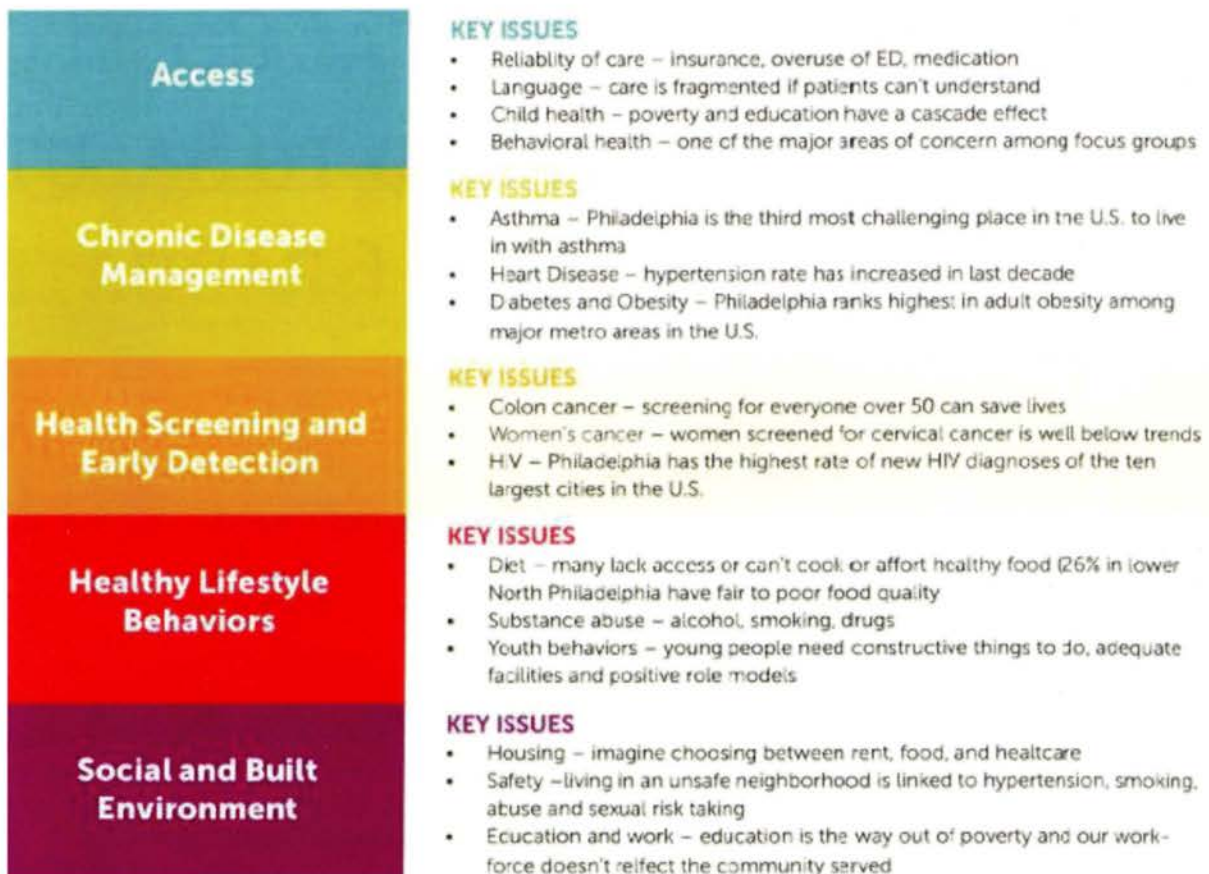 Access
KEY ISSUES
• Reliablity of care – insurance, overuse of ED, medication
• Language – care is fragmented if patients can't understand
• Child health – poverty and education have a cascade effect
• Behavioral health – one of the major areas of concern among focus groups
Chronic Disease
Management
KEY ISSUES
• Asthma – Philadelphia is the third most challenging place in the U.S. to live
in with asthma
• Heart Disease – hypertension rate has increased in last decade
• Diabetes and Obesity – Philadelphia ranks highest in adult obesity among
major metro areas in the U.S.
Health Screening and
Early Detection
KEY ISSUES
• Colon cancer – screening for everyone over 50 can save lives
• Women's cancer – women screened for cervical cancer is well below trends
• HIV – Philadelphia has the highest rate of new HIV diagnoses of the ten
largest cities in the U.S.
Healthy Lifestyle
Behaviors
KEY ISSUES
• Diet – many lack access or can't cook or affort healthy food (26% in lower
North Philadelphia have fair to poor food quality
• Substance abuse – alcohol, smoking, drugs
• Youth behaviors – young people need constructive things to do, adequate
facilities and positive role models
Social and Built
Environment
KEY ISSUES
• Housing – imagine choosing between rent, food, and healtcare
• Safety –living in an unsafe neighborhood is linked to hypertension, smoking,
abuse and sexual risk taking
• Education and work – education is the way out of poverty and our work-
force doesn't relfect the community served